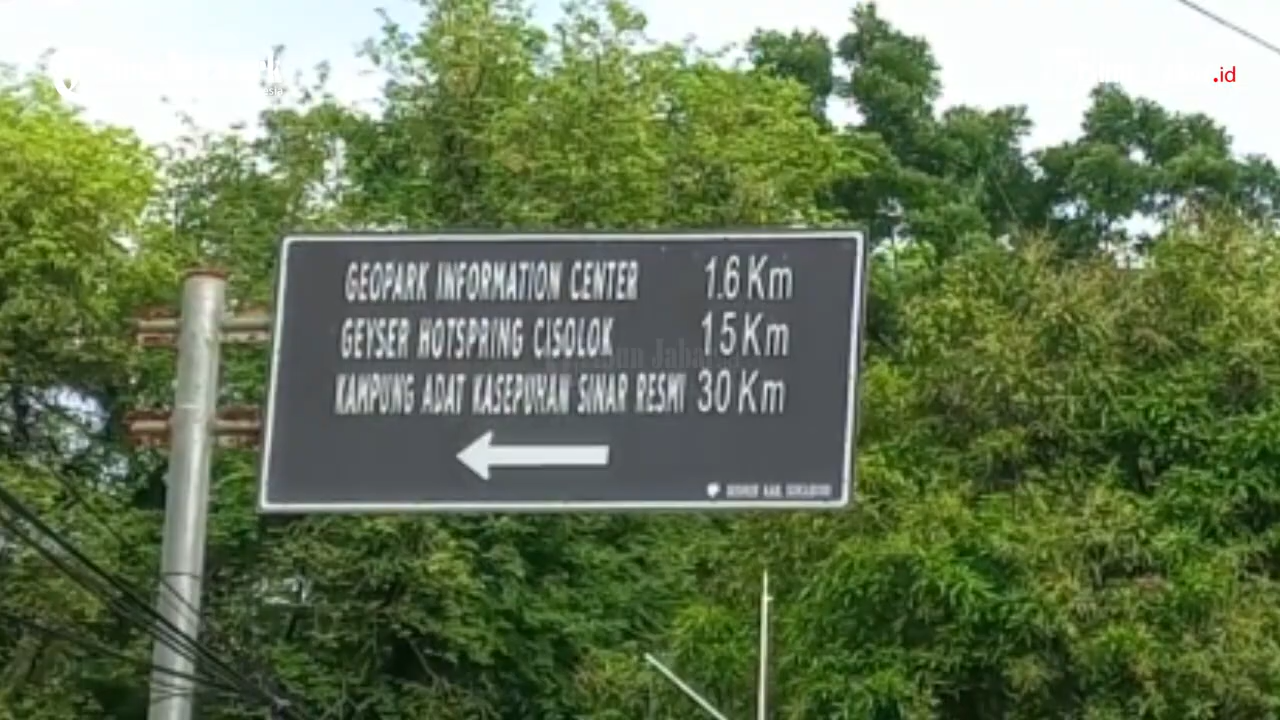 .id
GEOPARK INFORMATION CENTER 1.6 Km
GEYSER HOTSPRING CISOLOK 15 Km
KAMPUNG ADAT KASEPUHAN SINAR RESMI 30 Km